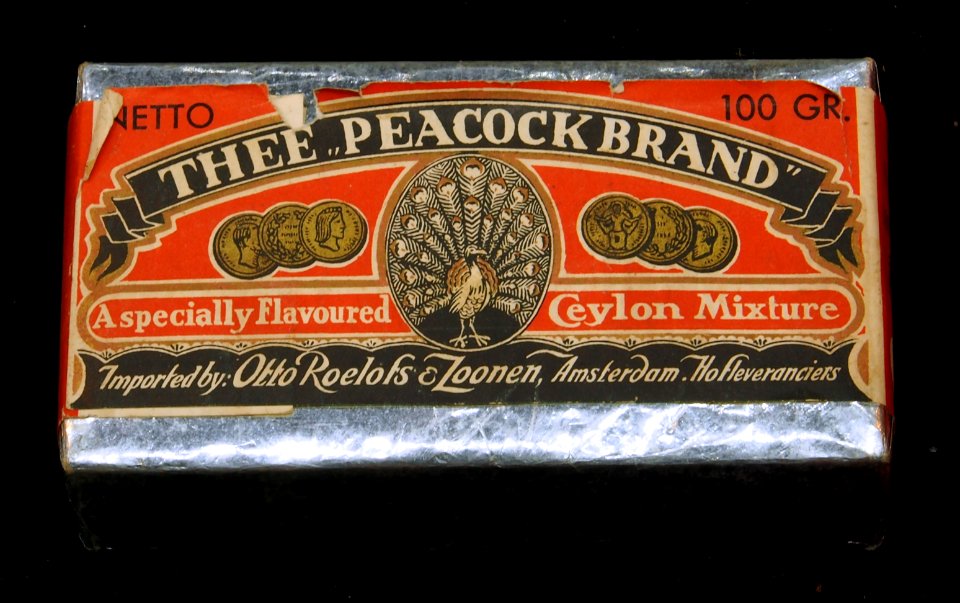 NETTO 100 GR.
THEE „PEACOCK BRAND"
A specially Flavoured Ceylon Mixture
Imported by: Otto Roelofs & Zoonen, Amsterdam. Hofleveranciers